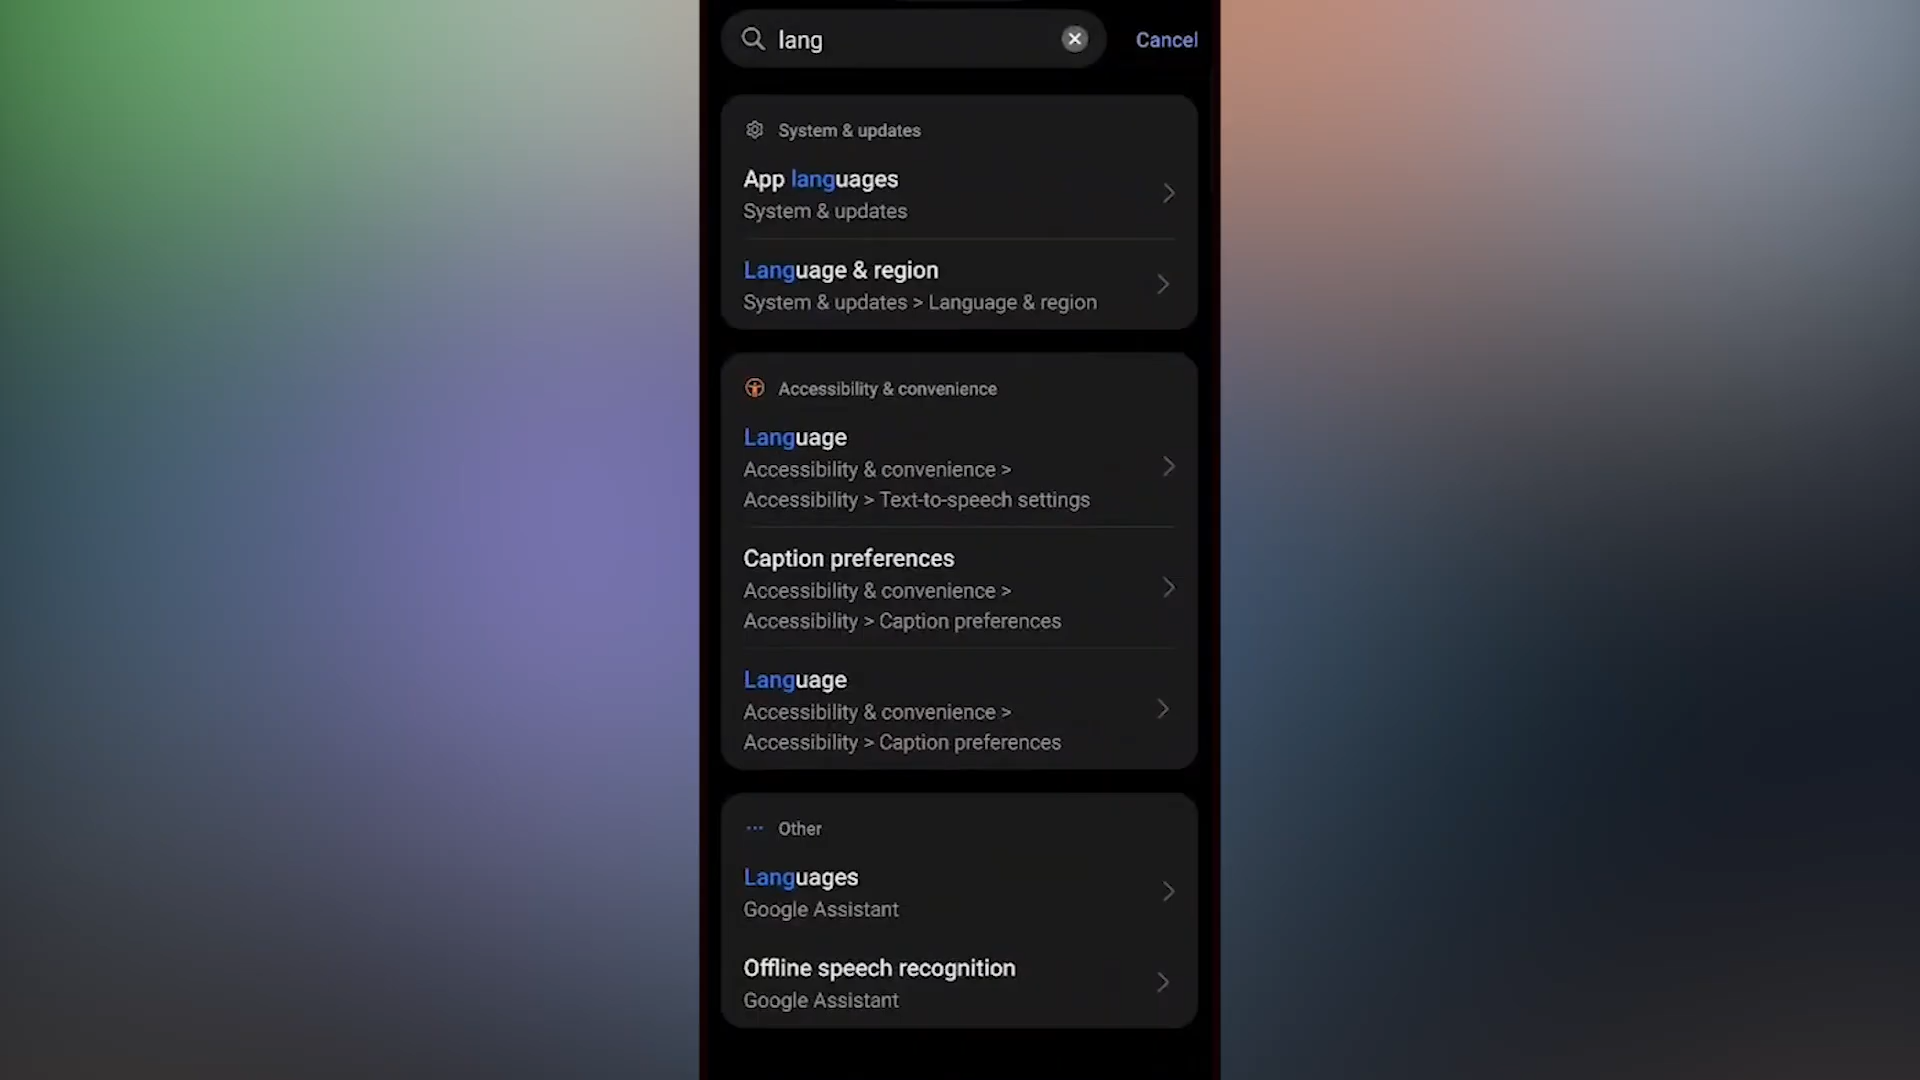 lang
Cancel
System & updates
App languages
System & updates
Language & region
System & updates > Language & region
Accessibility & convenience
Language
Accessibility & convenience >
Accessibility > Text-to-speech settings
Caption preferences
Accessibility & convenience >
Accessibility > Caption preferences
Language
Accessibility & convenience >
Accessibility > Caption preferences
Other
Languages
Google Assistant
Offline speech recognition
Google Assistant